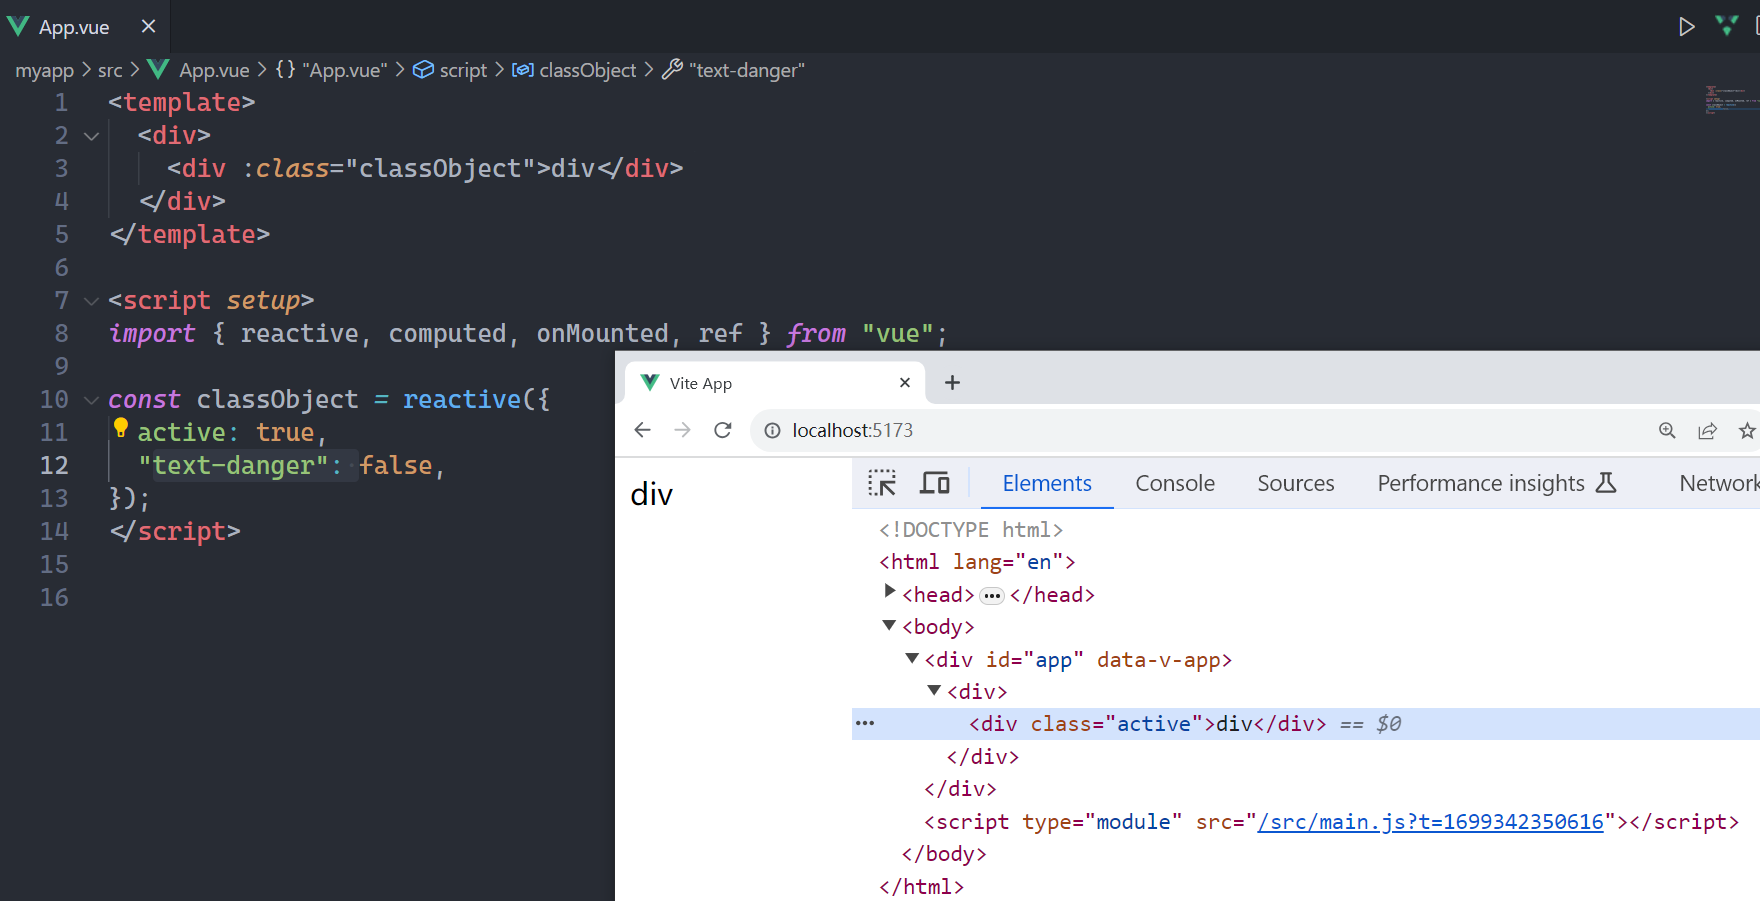 App.vue
myapp > src > App.vue > {} "App.vue" > script > classObject > "text-danger"
1 <template>
2 <div>
3 <div :class="classObject">div</div>
4 </div>
5 </template>
6
7 <script setup>
8 import { reactive, computed, onMounted, ref } from "vue";
9
10 const classObject = reactive({
11 active: true,
12 "text-danger": false,
13 });
14 </script>
15
16
Vite App
localhost:5173
div
Elements Console Sources Performance insights Network
<!DOCTYPE html>
<html lang="en">
<head> ••• </head>
<body>
<div id="app" data-v-app>
<div>
••• <div class="active">div</div> == $0
</div>
</div>
<script type="module" src="/src/main.js?t=1699342350616"></script>
</body>
</html>